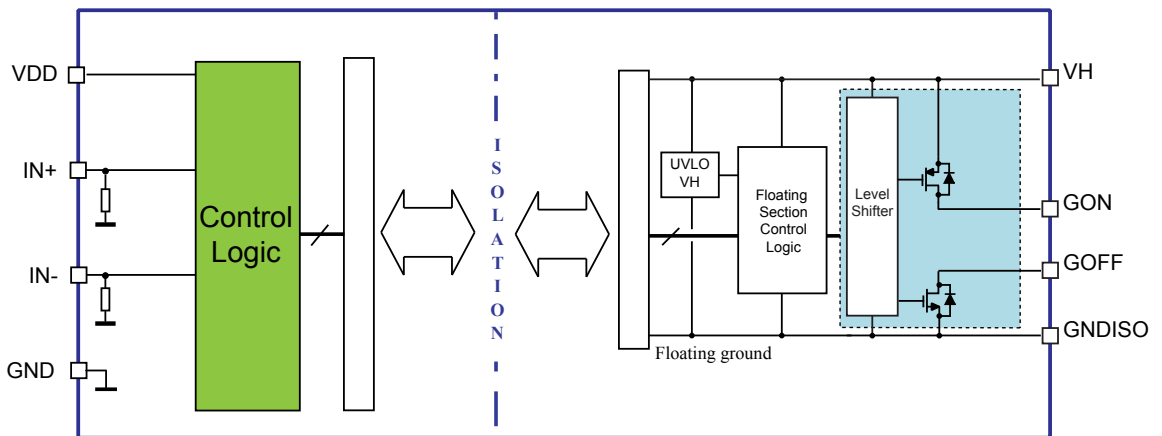 VDD
IN+
IN-
GND
Control
Logic
ISOLATION
UVLO
VH
Floating
Section
Control
Logic
Level
Shifter
Floating ground
VH
GON
GOFF
GNDISO